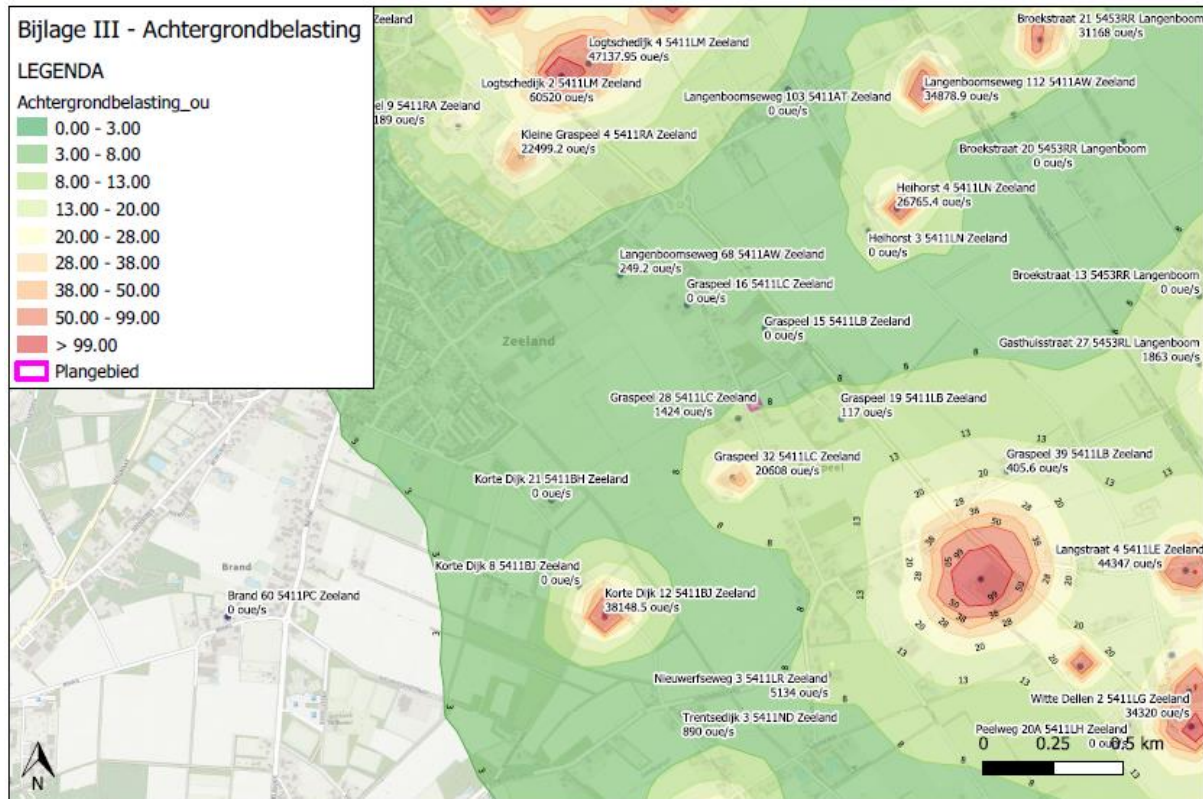 Bijlage III - Achtergrondbelasting
LEGENDA
Achtergrondbelasting_ou
0.00 - 3.00
3.00 - 8.00
8.00 - 13.00
13.00 - 20.00
20.00 - 28.00
28.00 - 38.00
38.00 - 50.00
50.00 - 99.00
> 99.00
Plangebied
Zeeland
Logtschedijk 4 5411LM Zeeland
47137.95 oue/s
Logtschedijk 2 5411LM Zeeland
60520 oue/s
el 9 5411RA Zeeland
189 oue/s
Kleine Graspeel 4 5411RA Zeeland
22499.2 oue/s
Broekstraat 21 5453RR Langenboom
31168 oue/s
Langenboomseweg 112 5411AW Zeeland
34878.9 oue/s
Langenboomseweg 103 5411AT Zeeland
0 oue/s
Broekstraat 20 5453RR Langenboom
0 oue/s
Heihorst 4 5411LN Zeeland
26765.4 oue/s
Heihorst 3 5411LN Zeeland
0 oue/s
Langenboomseweg 68 5411AW Zeeland
249.2 oue/s
Graspeel 16 5411LC Zeeland
0 oue/s
Broekstraat 13 5453RR Langenboom
0 oue/s
Graspeel 15 5411LB Zeeland
0 oue/s
Zeeland
Gasthuisstraat 27 5453RL Langenboom
1863 oue/s
Graspeel 28 5411LC Zeeland
1424 oue/s
Graspeel 19 5411LB Zeeland
117 oue/s
Graspeel 32 5411LC Zeeland
20608 oue/s
Graspeel 39 5411LB Zeeland
405.6 oue/s
Korte Dijk 21 5411BH Zeeland
0 oue/s
Langstraat 4 5411LE Zeeland
44347 oue/s
Korte Dijk 8 5411BJ Zeeland
0 oue/s
Brand
Brand 60 5411PC Zeeland
0 oue/s
Korte Dijk 12 5411BJ Zeeland
38148.5 oue/s
Nieuwerfseweg 3 5411LR Zeeland
5134 oue/s
Witte Dellen 2 5411LG Zeeland
34320 oue/s
Trentsedijk 3 5411ND Zeeland
890 oue/s
Peelweg 20A 5411LH Zeeland
0 oue/s
0 0.25 0.5 km
N